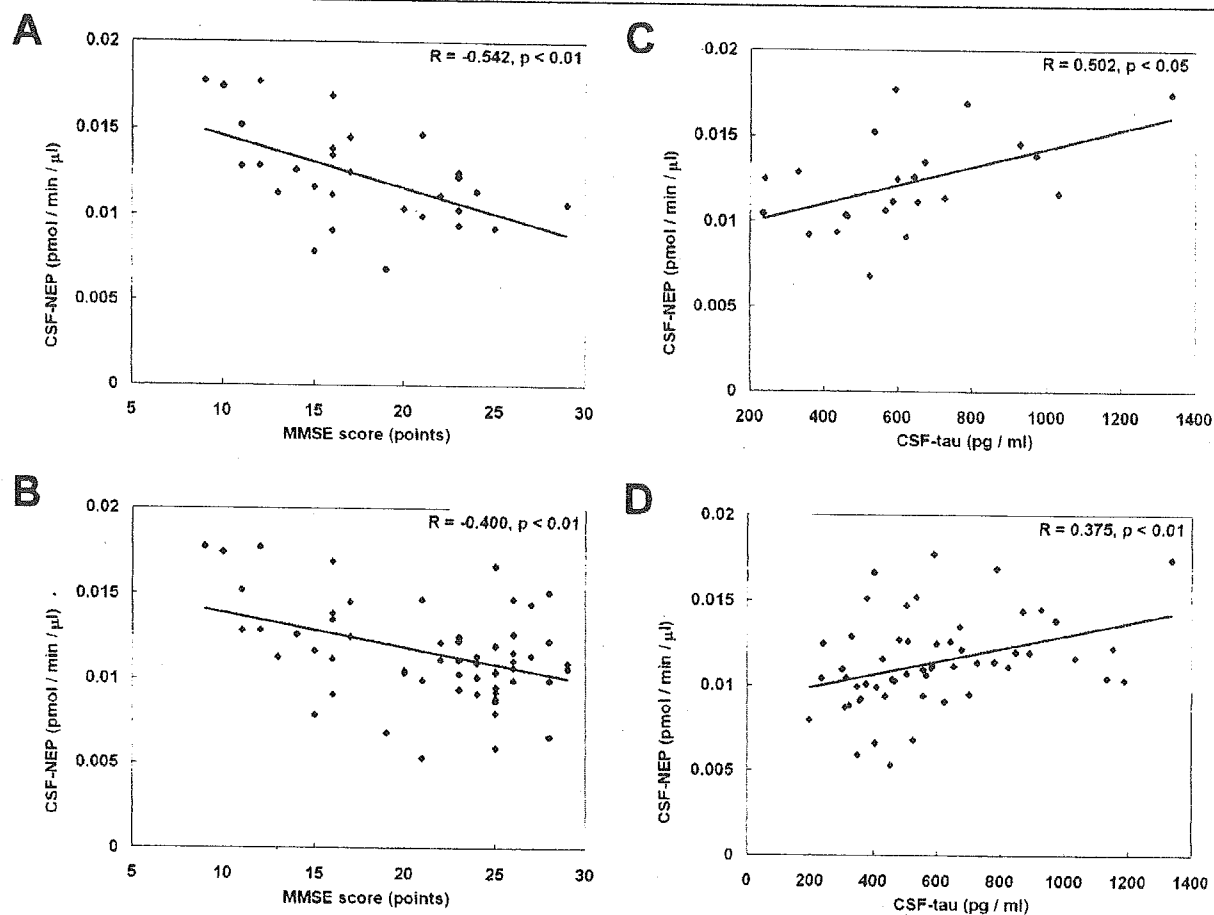 A
0.02
R = -0.542, p < 0.01
0.015
0.01
0.005
0
CSF-NEP (pmol / min / µl)
5 10 15 20 25 30
MMSE score (points)
C
0.02
R = 0.502, p < 0.05
0.015
0.01
0.005
0
CSF-NEP (pmol / min / µl)
200 400 600 800 1000 1200 1400
CSF-tau (pg / ml)
B
0.02
R = -0.400, p < 0.01
0.015
0.01
0.005
0
CSF-NEP (pmol / min / µl)
5 10 15 20 25 30
MMSE score (points)
D
0.02
R = 0.375, p < 0.01
0.015
0.01
0.005
0
CSF-NEP (pmol / min / µl)
0 200 400 600 800 1000 1200 1400
CSF-tau (pg / ml)